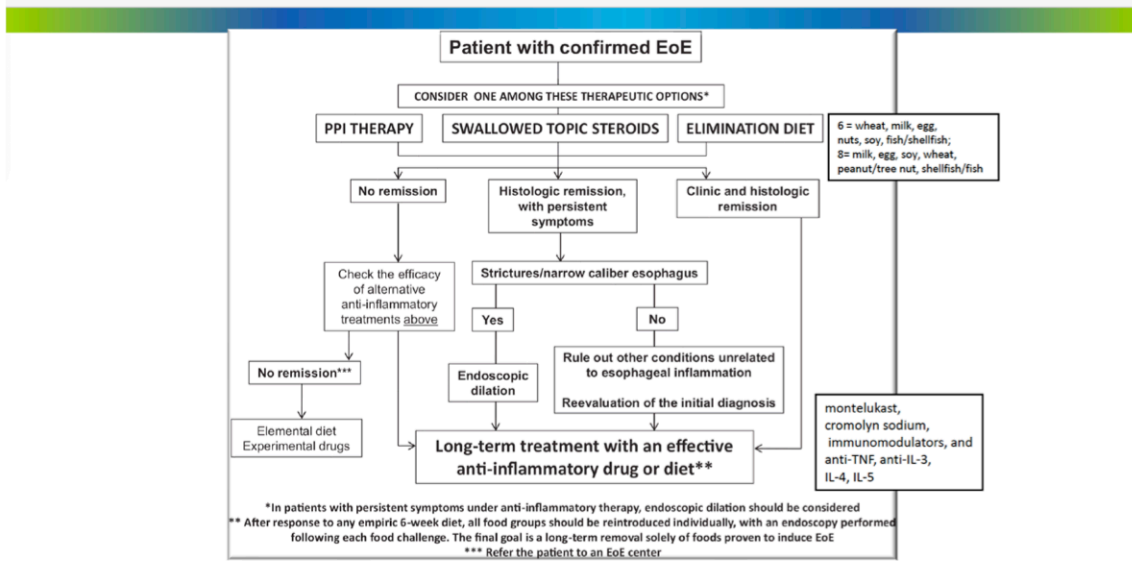 Patient with confirmed EoE
CONSIDER ONE AMONG THESE THERAPEUTIC OPTIONS*
PPI THERAPY
SWALLOWED TOPIC STEROIDS
ELIMINATION DIET
6 = wheat, milk, egg,
nuts, soy, fish/shellfish;
8= milk, egg, soy, wheat,
peanut/tree nut, shellfish/fish
No remission
Histologic remission,
with persistent
symptoms
Clinic and histologic
remission
Check the efficacy
of alternative
anti-inflammatory
treatments above
Strictures/narrow caliber esophagus
Yes
No
No remission***
Endoscopic
dilation
Rule out other conditions unrelated
to esophageal inflammation
Reevaluation of the initial diagnosis
Elemental diet
Experimental drugs
Long-term treatment with an effective
anti-inflammatory drug or diet**
montelukast,
cromolyn sodium,
immunomodulators, and
anti-TNF, anti-IL-3,
IL-4, IL-5
*In patients with persistent symptoms under anti-inflammatory therapy, endoscopic dilation should be considered
** After response to any empiric 6-week diet, all food groups should be reintroduced individually, with an endoscopy performed
following each food challenge. The final goal is a long-term removal solely of foods proven to induce EoE
*** Refer the patient to an EoE center